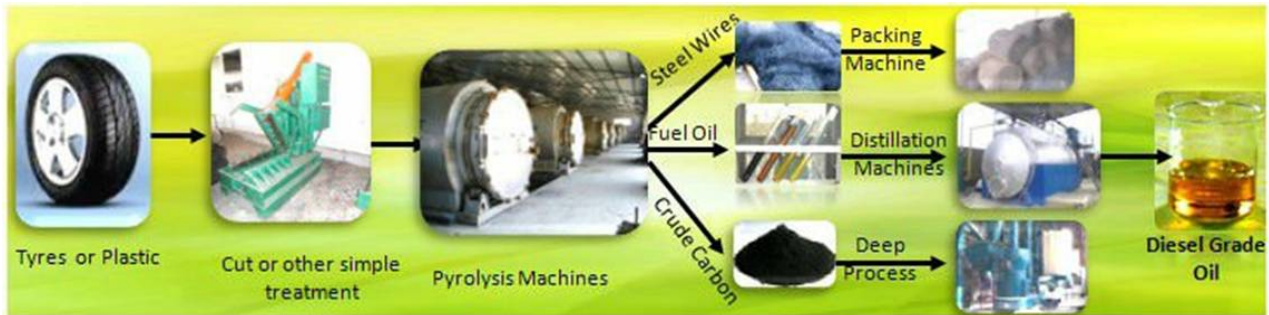 Tyres or Plastic
Cut or other simple
treatment
Pyrolysis Machines
Steel Wires
Packing
Machine
Fuel Oil
Distillation
Machines
Crude Carbon
Deep
Process
Diesel Grade
Oil